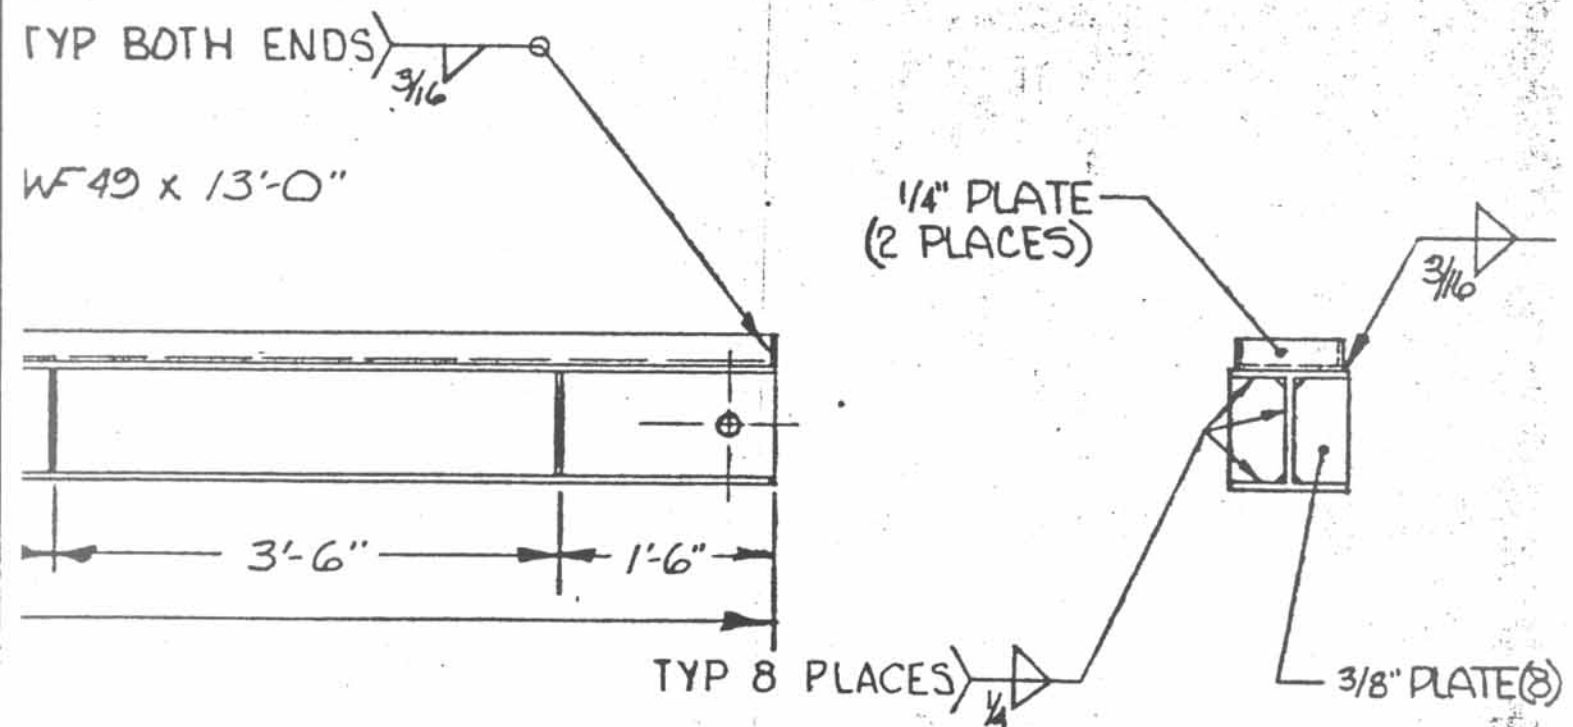 TYP BOTH ENDS
3/16
WF 49 x 13'-0"
1/4" PLATE
(2 PLACES)
3/16
3'-6"
1'-6"
TYP 8 PLACES
1/4
3/8" PLATE(8)